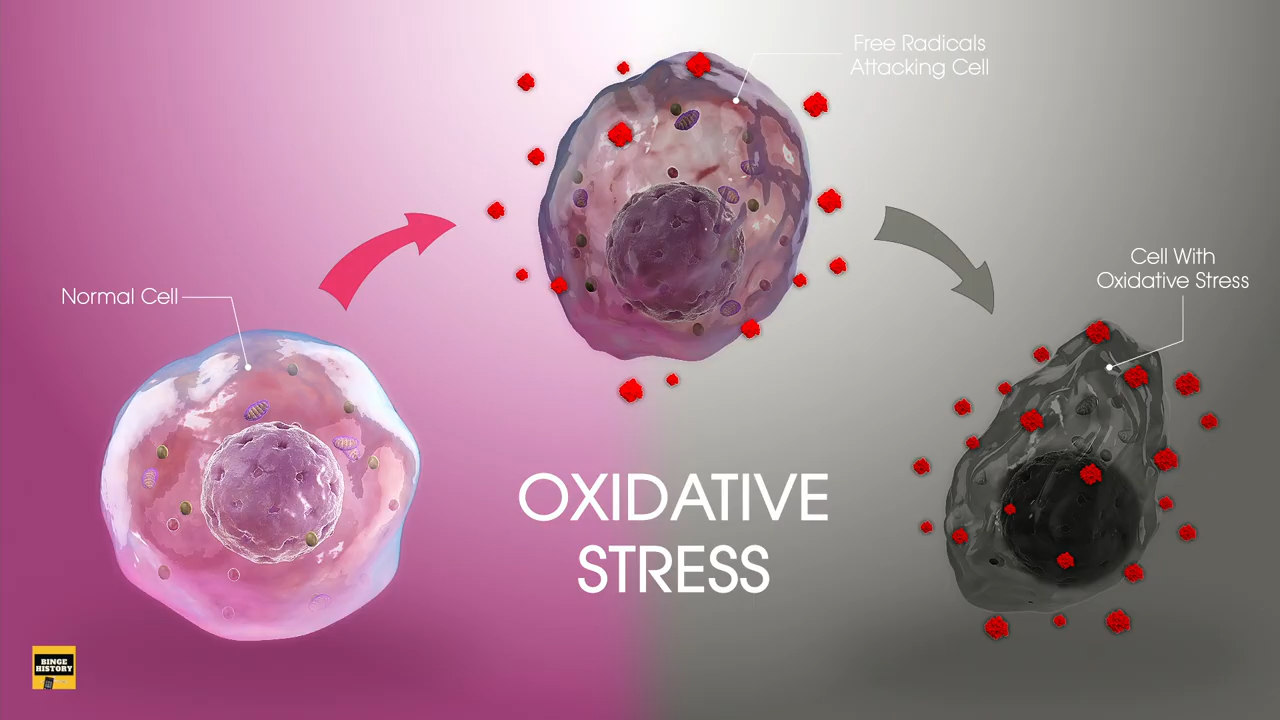 Free Radicals
Attacking Cell
Normal Cell
Cell With
Oxidative Stress
OXIDATIVE
STRESS
BINGE
HISTORY